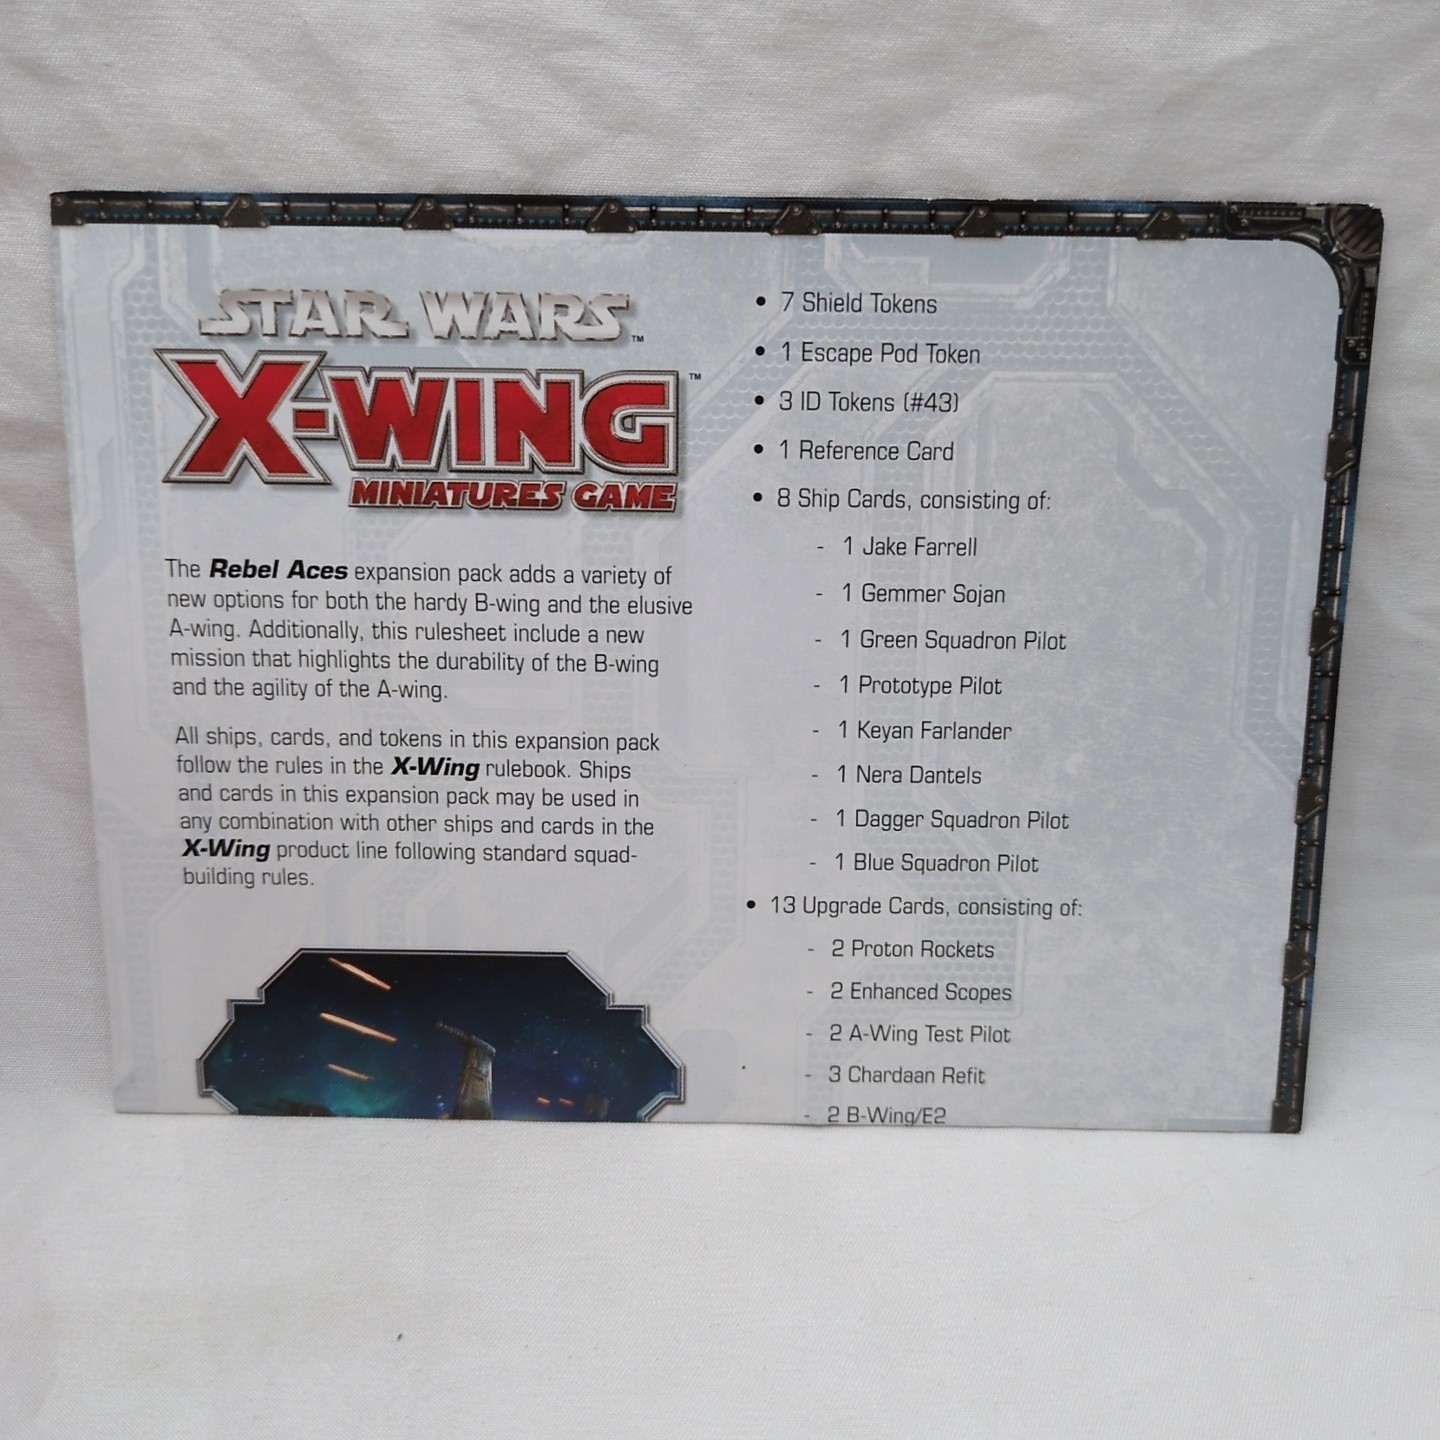 STAR WARS™
X-WING™
MINIATURES GAME
The Rebel Aces expansion pack adds a variety of
new options for both the hardy B-wing and the elusive
A-wing. Additionally, this rulesheet include a new
mission that highlights the durability of the B-wing
and the agility of the A-wing.
All ships, cards, and tokens in this expansion pack
follow the rules in the X-Wing rulebook. Ships
and cards in this expansion pack may be used in
any combination with other ships and cards in the
X-Wing product line following standard squad-
building rules.
• 7 Shield Tokens
• 1 Escape Pod Token
• 3 ID Tokens (#43)
• 1 Reference Card
• 8 Ship Cards, consisting of:
- 1 Jake Farrell
- 1 Gemmer Sojan
- 1 Green Squadron Pilot
- 1 Prototype Pilot
- 1 Keyan Farlander
- 1 Nera Dantels
- 1 Dagger Squadron Pilot
- 1 Blue Squadron Pilot
• 13 Upgrade Cards, consisting of:
- 2 Proton Rockets
- 2 Enhanced Scopes
- 2 A-Wing Test Pilot
- 3 Chardaan Refit
- 2 B-Wing/E2